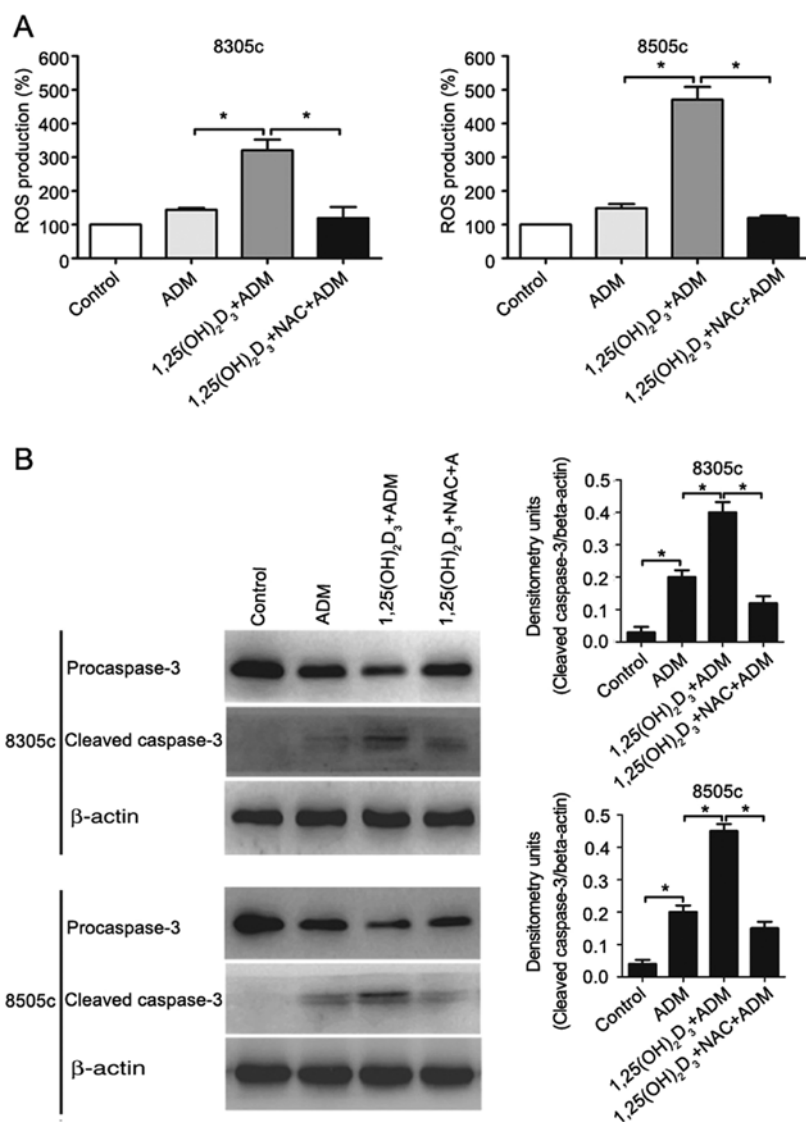 A
8305c
ROS production (%)
600
500
400
300
200
100
0
*
*
Control
ADM
1,25(OH)₂D₃+ADM
1,25(OH)₂D₃+NAC+ADM
8505c
ROS production (%)
600
500
400
300
200
100
0
*
*
Control
ADM
1,25(OH)₂D₃+ADM
1,25(OH)₂D₃+NAC+ADM
B
Control
ADM
1,25(OH)₂D₃+ADM
1,25(OH)₂D₃+NAC+A
8305c
Procaspase-3
Cleaved caspase-3
β-actin
8505c
Procaspase-3
Cleaved caspase-3
β-actin
8305c
Densitometry units
(Cleaved caspase-3/beta-actin)
0.5
0.4
0.3
0.2
0.1
0.0
*
*
*
Control
ADM
1,25(OH)₂D₃+ADM
1,25(OH)₂D₃+NAC+ADM
8505c
Densitometry units
(Cleaved caspase-3/beta-actin)
0.5
0.4
0.3
0.2
0.1
0.0
*
*
*
Control
ADM
1,25(OH)₂D₃+ADM
1,25(OH)₂D₃+NAC+ADM